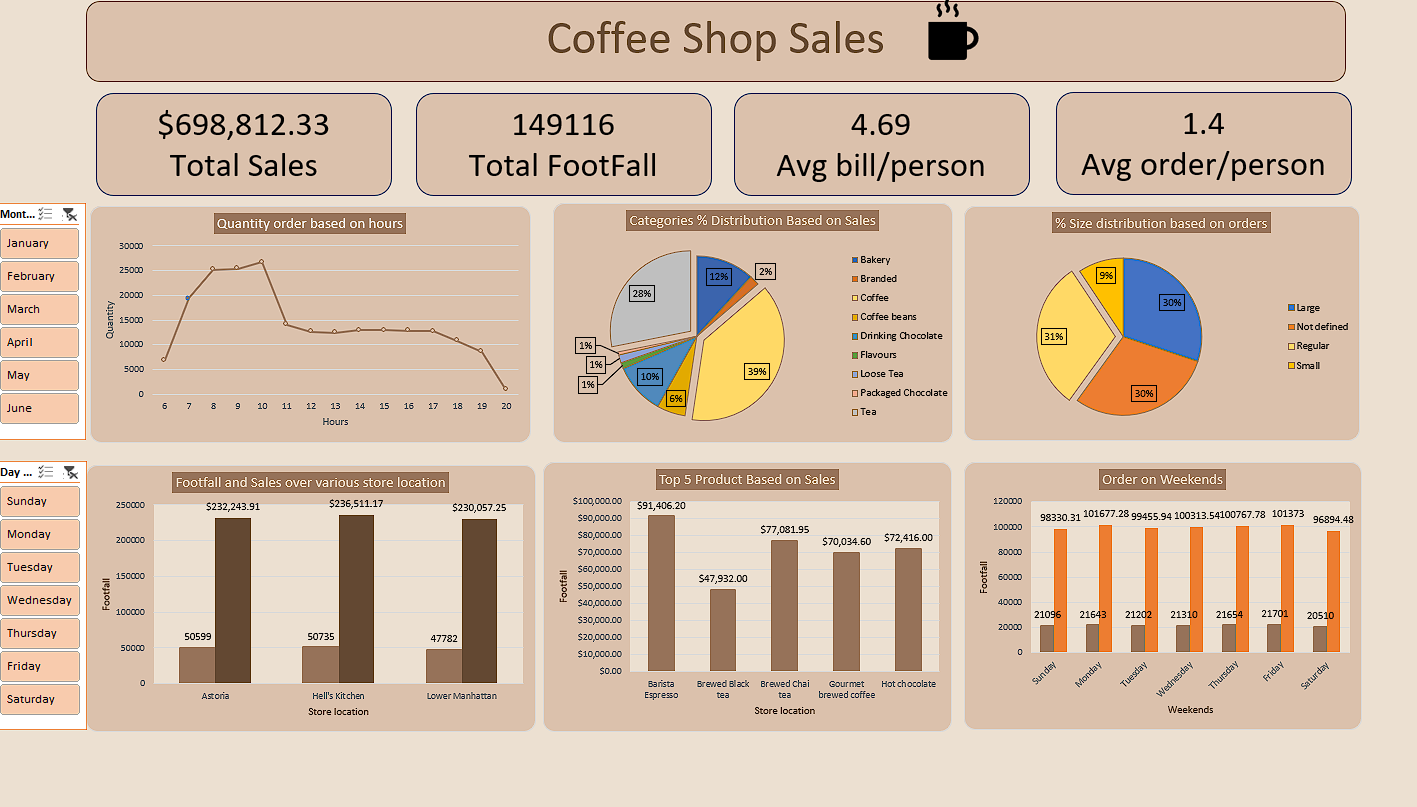 Coffee Shop Sales
$698,812.33
Total Sales
149116
Total FootFall
4.69
Avg bill/person
1.4
Avg order/person
Mont...
January
February
March
April
May
June
Quantity order based on hours
30000
25000
20000
15000
10000
5000
0
Quantity
6 7 8 9 10 11 12 13 14 15 16 17 18 19 20
Hours
Categories % Distribution Based on Sales
12%
2%
39%
6%
10%
1%
1%
1%
28%
Bakery
Branded
Coffee
Coffee beans
Drinking Chocolate
Flavours
Loose Tea
Packaged Chocolate
Tea
% Size distribution based on orders
30%
30%
31%
9%
Large
Not defined
Regular
Small
Day ...
Sunday
Monday
Tuesday
Wednesday
Thursday
Friday
Saturday
Footfall and Sales over various store location
250000
200000
150000
100000
50000
0
Footfall
$232,243.91
$236,511.17
$230,057.25
50599
50735
47782
Astoria
Hell's Kitchen
Lower Manhattan
Store location
Top 5 Product Based on Sales
$100,000.00
$90,000.00
$80,000.00
$70,000.00
$60,000.00
$50,000.00
$40,000.00
$30,000.00
$20,000.00
$10,000.00
$0.00
Footfall
$91,406.20
$47,932.00
$77,081.95
$70,034.60
$72,416.00
Barista
Espresso
Brewed Black
tea
Brewed Chai
tea
Gourmet
brewed coffee
Hot chocolate
Store location
Order on Weekends
120000
100000
80000
60000
40000
20000
0
Footfall
98330.31 101677.28 99455.94 100313.54 100767.78 101373 96894.48
21096 21643 21202 21310 21654 21701 20510
Sunday
Monday
Tuesday
Wednesday
Thursday
Friday
Saturday
Weekends